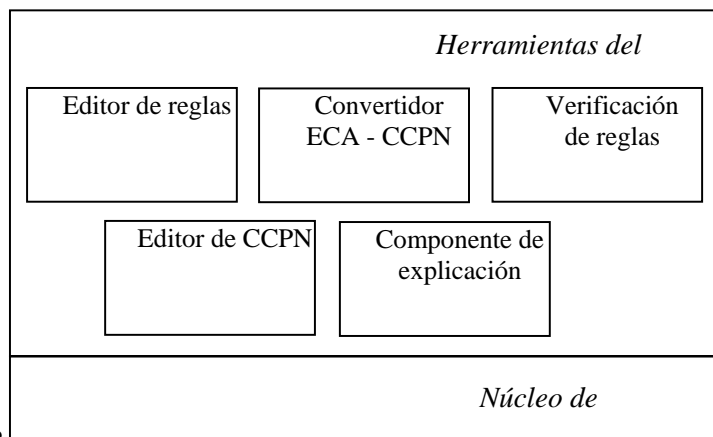 Herramientas del
Editor de reglas
Convertidor
ECA - CCPN
Verificación
de reglas
Editor de CCPN
Componente de
explicación
Núcleo de